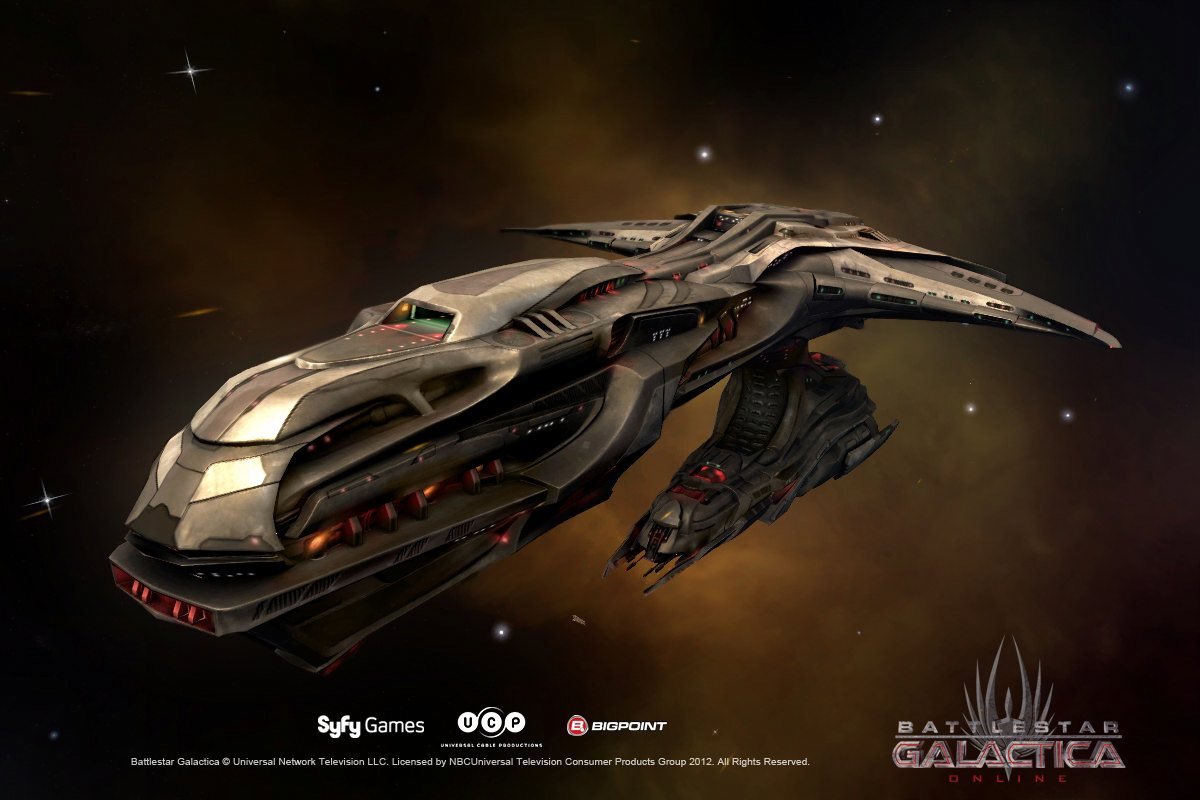 Syfy Games
UCP
UNIVERSAL CABLE PRODUCTIONS
BIGPOINT
Battlestar Galactica © Universal Network Television LLC. Licensed by NBCUniversal Television Consumer Products Group 2012. All Rights Reserved.
BATTLESTAR
GALACTICA
ONLINE